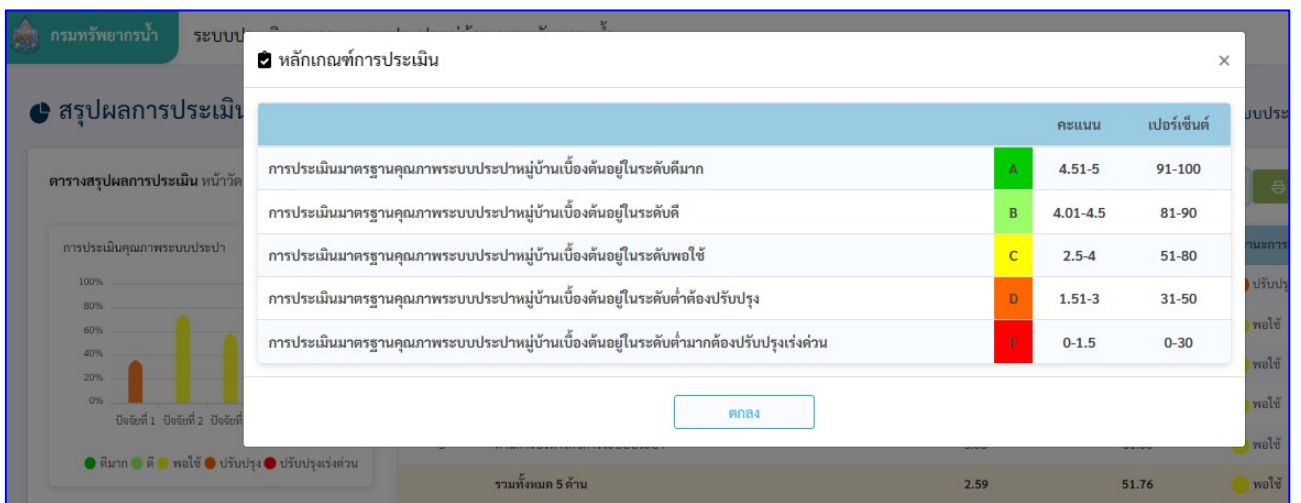 กรมทรัพยากรน้ำ
หลักเกณฑ์การประเมิน ×
สรุปผลการประเมิน
คะแนน เปอร์เซ็นต์
การประเมินมาตรฐานคุณภาพระบบประปาหมู่บ้านเบื้องต้นอยู่ในระดับดีมาก A 4.51-5 91-100
ตารางสรุปผลการประเมิน หน้าวัด
การประเมินมาตรฐานคุณภาพระบบประปาหมู่บ้านเบื้องต้นอยู่ในระดับดี B 4.01-4.5 81-90
การประเมินคุณภาพระบบประปา
การประเมินมาตรฐานคุณภาพระบบประปาหมู่บ้านเบื้องต้นอยู่ในระดับพอใช้ C 2.5-4 51-80
100%
การประเมินมาตรฐานคุณภาพระบบประปาหมู่บ้านเบื้องต้นอยู่ในระดับต่ำต้องปรับปรุง D 1.51-3 31-50
80%
60% พอใช้
การประเมินมาตรฐานคุณภาพระบบประปาหมู่บ้านเบื้องต้นอยู่ในระดับต่ำมากต้องปรับปรุงเร่งด่วน F 0-1.5 0-30
40% พอใช้
20%
0% พอใช้
ปัจจัยที่ 1 ปัจจัยที่ 2 ปัจจัยที่
ตกลง
พอใช้
ดีมาก ดี พอใช้ ปรับปรุง ปรับปรุงเร่งด่วน
รวมทั้งหมด 5 ด้าน 2.59 51.76 พอใช้